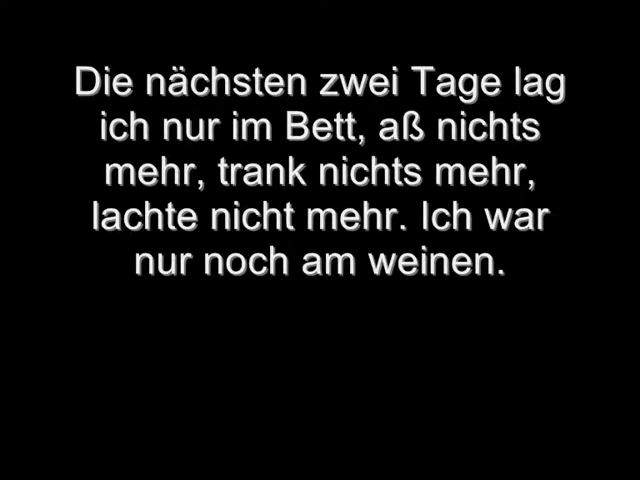 Die nächsten zwei Tage lag
ich nur im Bett, aß nichts
mehr, trank nichts mehr,
lachte nicht mehr. Ich war
nur noch am weinen.